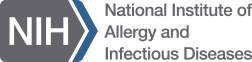 NIH
National Institute of
Allergy and
Infectious Diseases